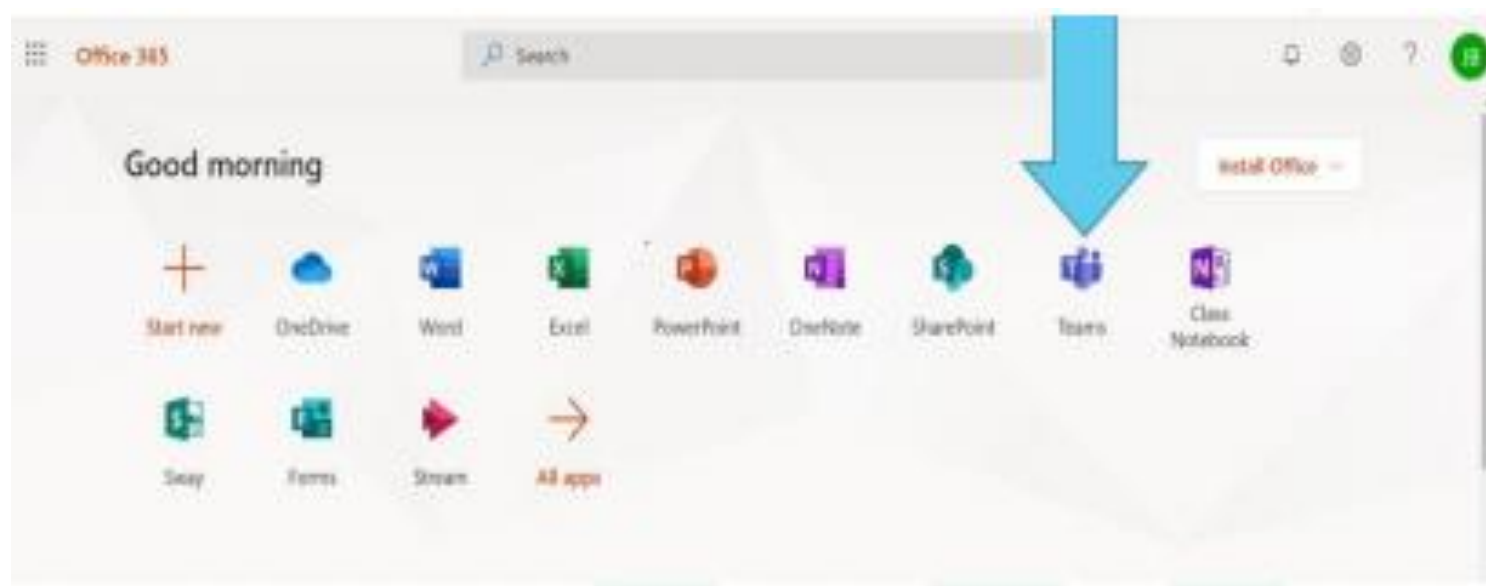 Office 365
Search
?
JB
Good morning
Install Office
Start new
OneDrive
Word
Excel
PowerPoint
OneNote
SharePoint
Teams
Class
Notebook
Sway
Forms
Stream
All apps